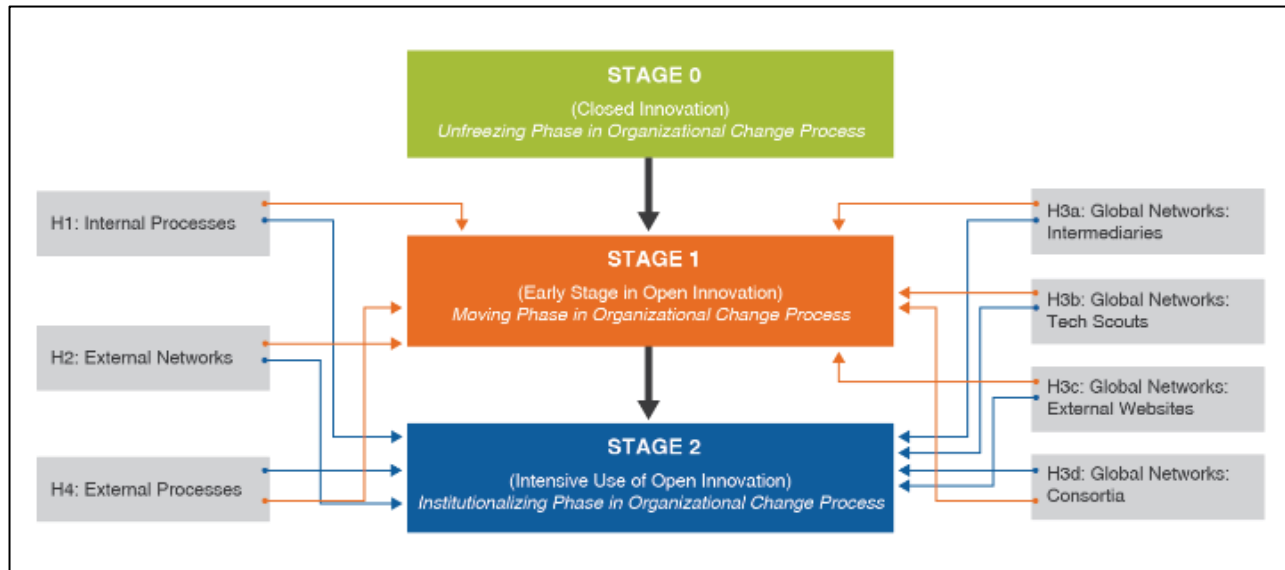 STAGE 0
(Closed Innovation)
Unfreezing Phase in Organizational Change Process
H1: Internal Processes
H2: External Networks
H4: External Processes
STAGE 1
(Early Stage in Open Innovation)
Moving Phase in Organizational Change Process
STAGE 2
(Intensive Use of Open Innovation)
Institutionalizing Phase in Organizational Change Process
H3a: Global Networks:
Intermediaries
H3b: Global Networks:
Tech Scouts
H3c: Global Networks:
External Websites
H3d: Global Networks:
Consortia